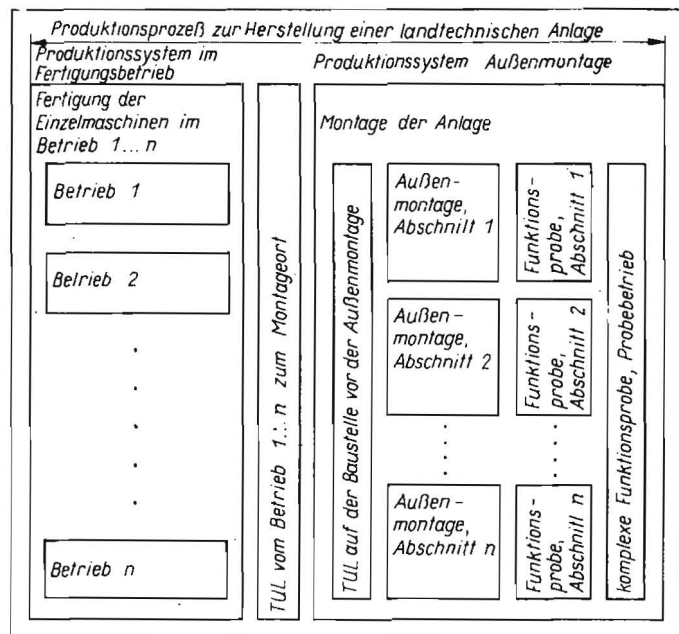 Produktionsprozeß zur Herstellung einer landtechnischen Anlage
Produktionssystem im
Fertigungsbetrieb
Fertigung der
Einzelmaschinen im
Betrieb 1...n
Betrieb 1
Betrieb 2
Betrieb n
TUL vom Betrieb 1...n zum Montageort
Produktionssystem Außenmontage
Montage der Anlage
TUL auf der Baustelle vor der Außenmontage
Außen-
montage,
Abschnitt 1
Funktions-
probe,
Abschnitt 1
Außen-
montage,
Abschnitt 2
Funktions-
probe,
Abschnitt 2
Außen-
montage,
Abschnitt n
Funktions-
probe,
Abschnitt n
komplexe Funktionsprobe, Probebetrieb